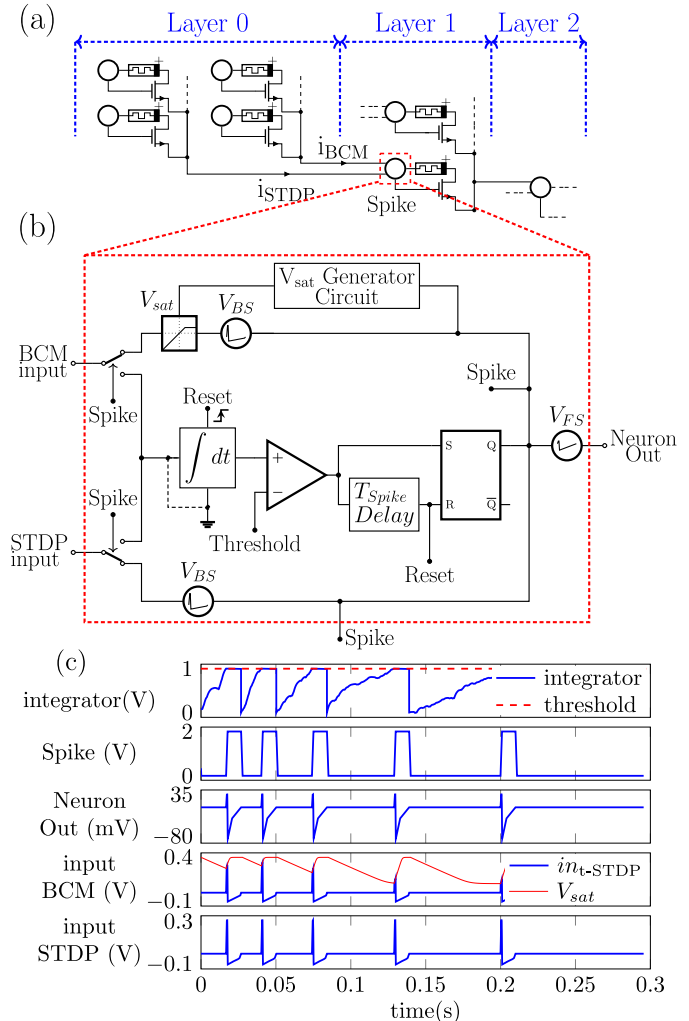 (a)
Layer 0 Layer 1 Layer 2
+ +
+ + +
i_BCM
+
i_STDP
Spike
(b)
V_sat Generator
Circuit
V_sat V_BS
BCM
input
Spike
Spike
Reset
V_FS
Neuron
Out
∫ dt
+
−
S Q
R Q̅
T_Spike
Delay
Spike
Threshold
Reset
STDP
input
V_BS
Spike
(c)
integrator(V)
1
0
integrator
threshold
Spike (V)
2
0
Neuron
Out (mV)
35
−80
input
BCM (V)
0.4
−0.1
in_t-STDP
V_sat
input
STDP (V)
0.3
−0.1
0 0.05 0.1 0.15 0.2 0.25 0.3
time(s)